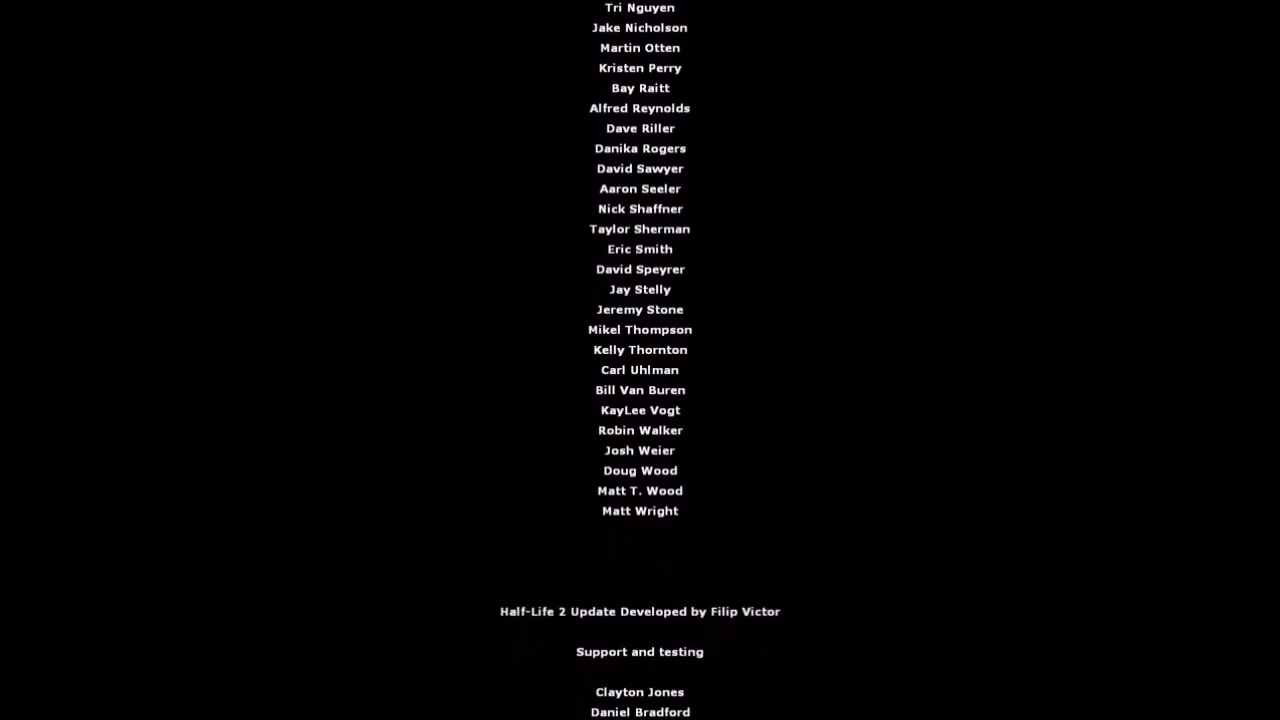 Tri Nguyen
Jake Nicholson
Martin Otten
Kristen Perry
Bay Raitt
Alfred Reynolds
Dave Riller
Danika Rogers
David Sawyer
Aaron Seeler
Nick Shaffner
Taylor Sherman
Eric Smith
David Speyrer
Jay Stelly
Jeremy Stone
Mikel Thompson
Kelly Thornton
Carl Uhlman
Bill Van Buren
KayLee Vogt
Robin Walker
Josh Weier
Doug Wood
Matt T. Wood
Matt Wright
Half-Life 2 Update Developed by Filip Victor
Support and testing
Clayton Jones
Daniel Bradford